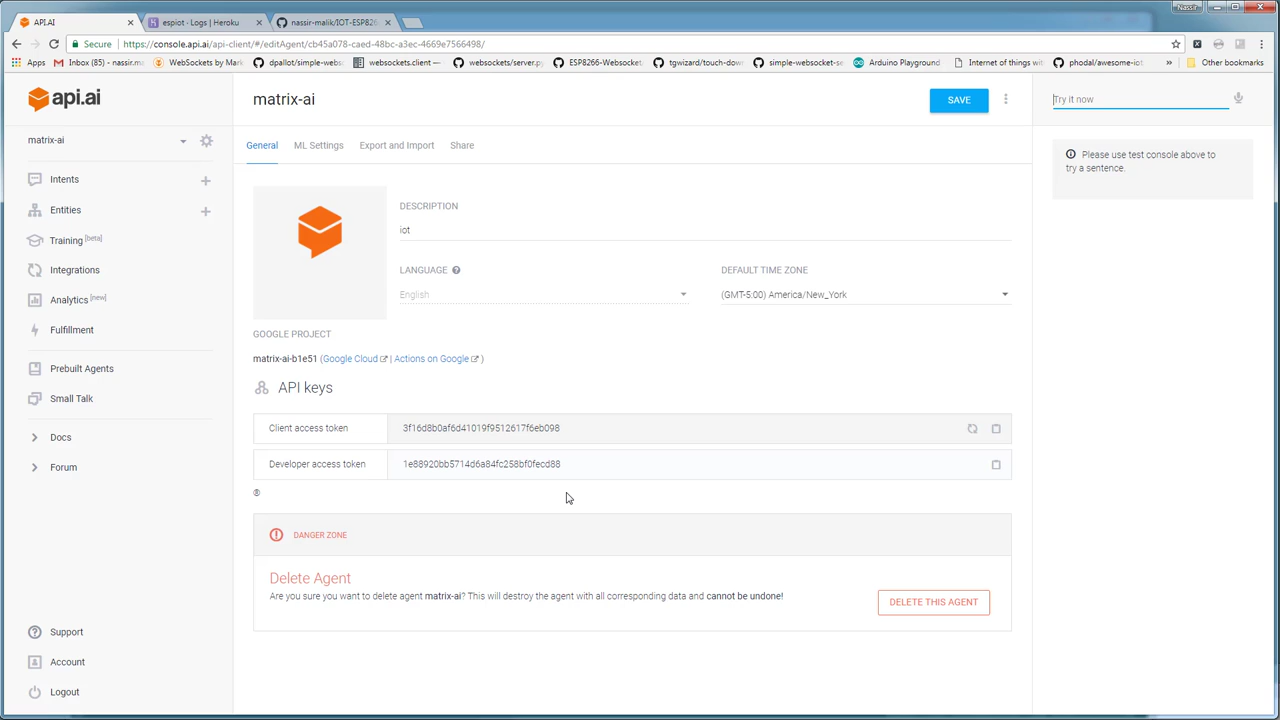 Nassir
API.AI
espiot · Logs | Heroku
nassir-malik/IOT-ESP826
Secure https://console.api.ai/api-client/#/editAgent/cb45a078-caed-48bc-a3ec-4669e7566498/
Apps Inbox (85) - nassir.ma WebSockets by Mark dpallot/simple-webso websockets.client — websockets/server.py ESP8266-Websocket tgwizard/touch-down simple-websocket-se Arduino Playground Internet of things with phodal/awesome-iot » Other bookmarks
api.ai
matrix-ai
SAVE
Try it now
matrix-ai
General ML Settings Export and Import Share
Please use test console above to
try a sentence.
Intents
Entities
Training [beta]
Integrations
Analytics [new]
Fulfillment
Prebuilt Agents
Small Talk
Docs
Forum
Support
Account
Logout
DESCRIPTION
iot
LANGUAGE
English
DEFAULT TIME ZONE
(GMT-5:00) America/New_York
GOOGLE PROJECT
matrix-ai-b1e51 (Google Cloud | Actions on Google )
API keys
Client access token 3f16d8b0af6d41019f9512617f6eb098
Developer access token 1e88920bb5714d6a84fc258bf0fecd88
DANGER ZONE
Delete Agent
Are you sure you want to delete agent matrix-ai? This will destroy the agent with all corresponding data and cannot be undone!
DELETE THIS AGENT